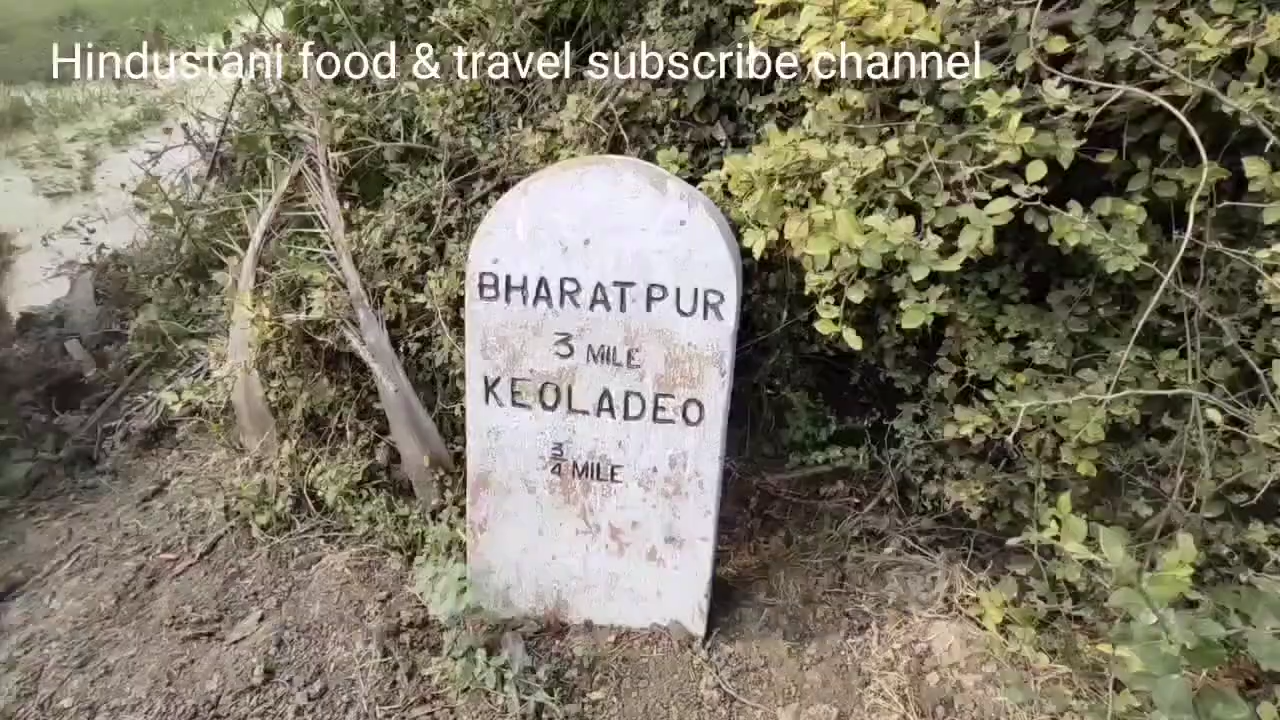 Hindustani food & travel subscribe channel
BHARATPUR
3 MILE
KEOLADEO
3/4 MILE